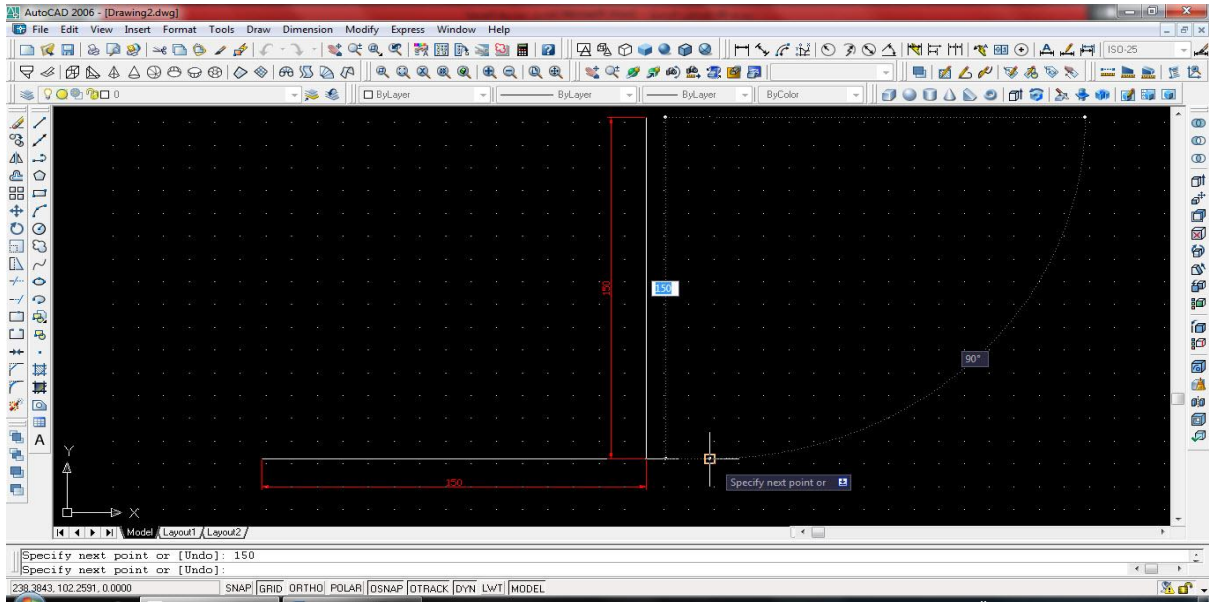 AutoCAD 2006 - [Drawing2.dwg]
File Edit View Insert Format Tools Draw Dimension Modify Express Window Help
ISO-25
0 ByLayer ByLayer ByLayer ByColor
150
150
90°
150
Specify next point or
Y
X
A
Model Layout1 Layout2
Specify next point or [Undo]: 150
Specify next point or [Undo]:
238.3843, 102.2591, 0.0000 SNAP GRID ORTHO POLAR OSNAP OTRACK DYN LWT MODEL